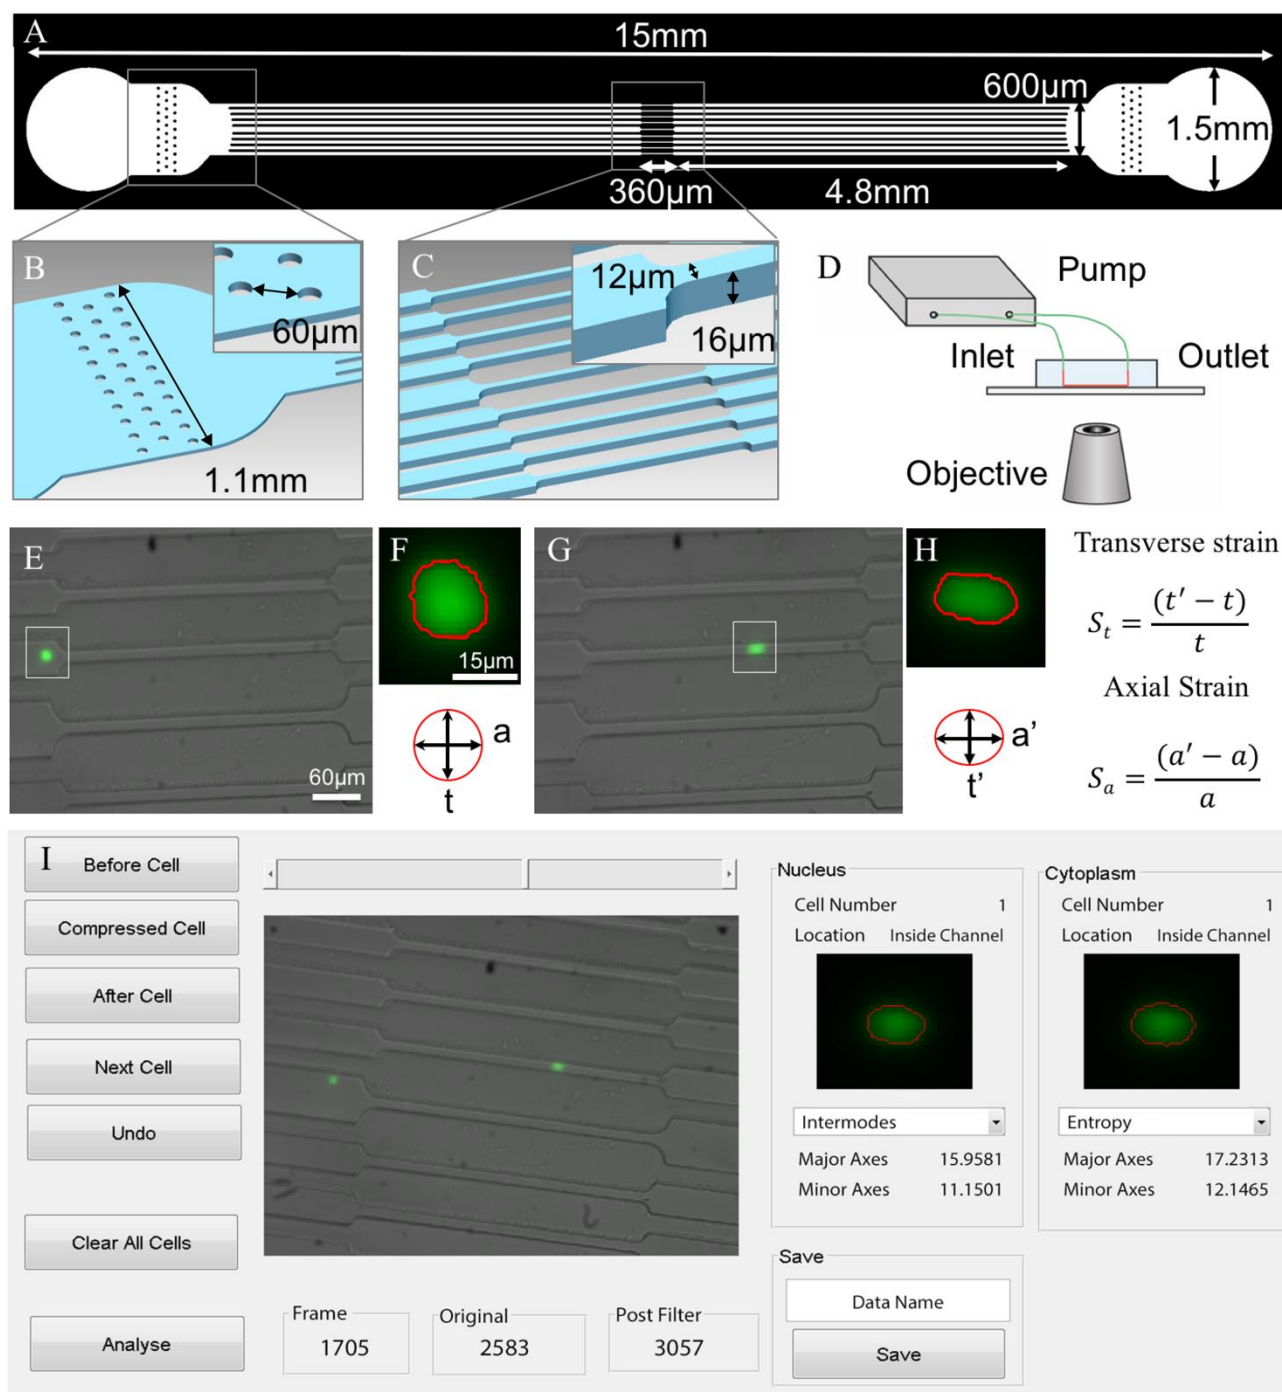 A
15mm
600µm
1.5mm
360µm
4.8mm
B
60µm
1.1mm
C
12µm
16µm
D
Pump
Inlet
Outlet
Objective
E
60µm
F
15µm
a
t
G
H
a’
t’
Transverse strain
S_t = (t′ − t) / t
Axial Strain
S_a = (a′ − a) / a
I
Before Cell
Compressed Cell
After Cell
Next Cell
Undo
Clear All Cells
Analyse
Frame
1705
Original
2583
Post Filter
3057
Nucleus
Cell Number 1
Location Inside Channel
Intermodes
Major Axes 15.9581
Minor Axes 11.1501
Cytoplasm
Cell Number 1
Location Inside Channel
Entropy
Major Axes 17.2313
Minor Axes 12.1465
Save
Data Name
Save